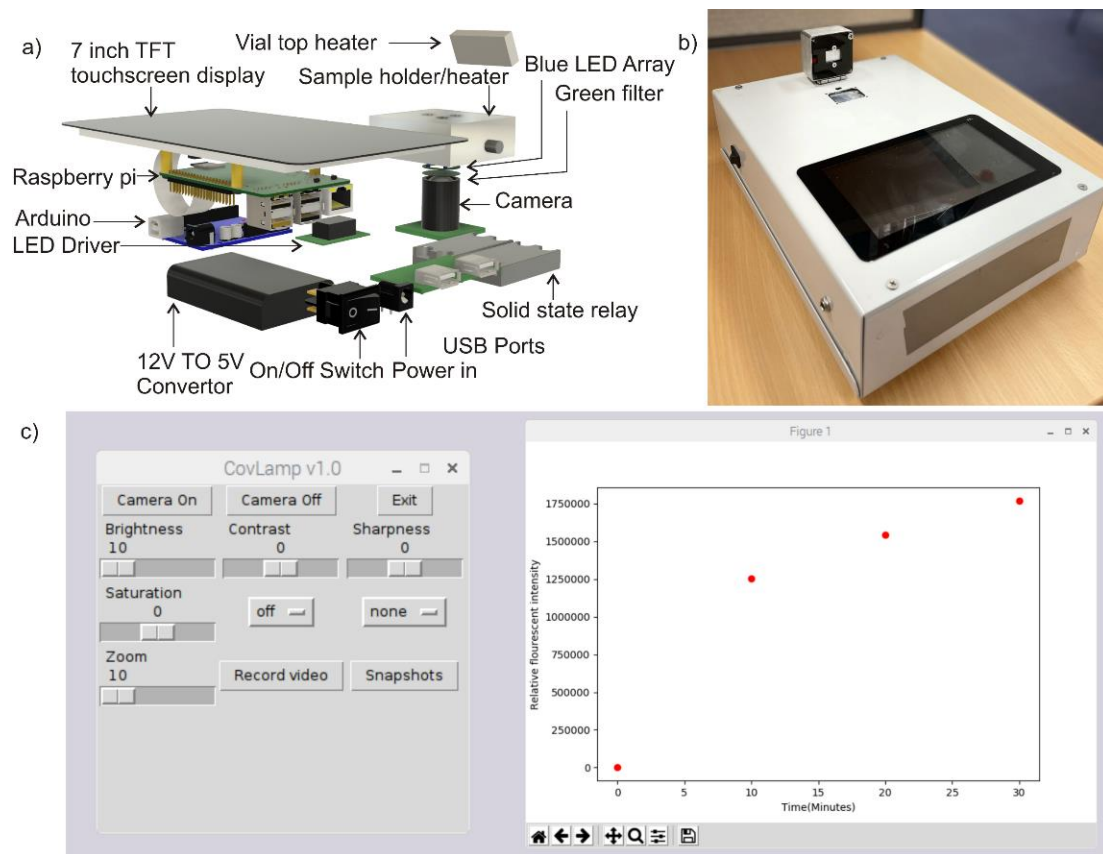 a)
7 inch TFT
touchscreen display
Vial top heater
Sample holder/heater
Blue LED Array
Green filter
Raspberry pi
Arduino
LED Driver
Camera
Solid state relay
USB Ports
12V TO 5V
Convertor
On/Off Switch
Power in
b)
c)
CovLamp v1.0
Camera On
Camera Off
Exit
Brightness
10
Contrast
0
Sharpness
0
Saturation
0
off
none
Zoom
10
Record video
Snapshots
Figure 1
Relative flourescent intensity
1750000
1500000
1250000
1000000
750000
500000
250000
0
0
5
10
15
20
25
30
Time(Minutes)